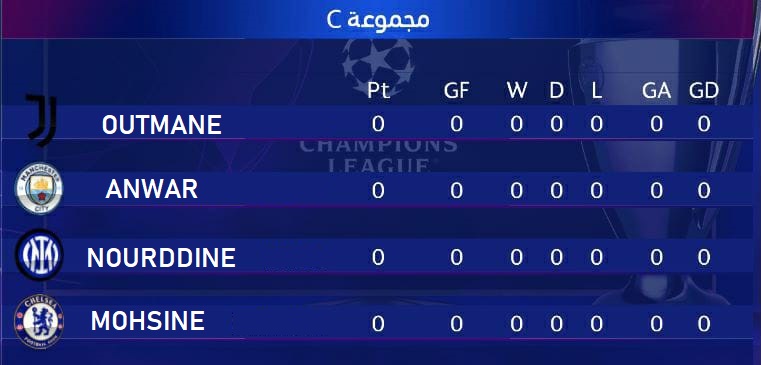 مجموعة C
Pt GF W D L GA GD
OUTMANE 0 0 0 0 0 0 0
CHAMPIONS
LEAGUE
MANCHESTER
CITY
ANWAR 0 0 0 0 0 0 0
NOURDDINE 0 0 0 0 0 0 0
CHELSEA
FOOTBALL CLUB
MOHSINE 0 0 0 0 0 0 0